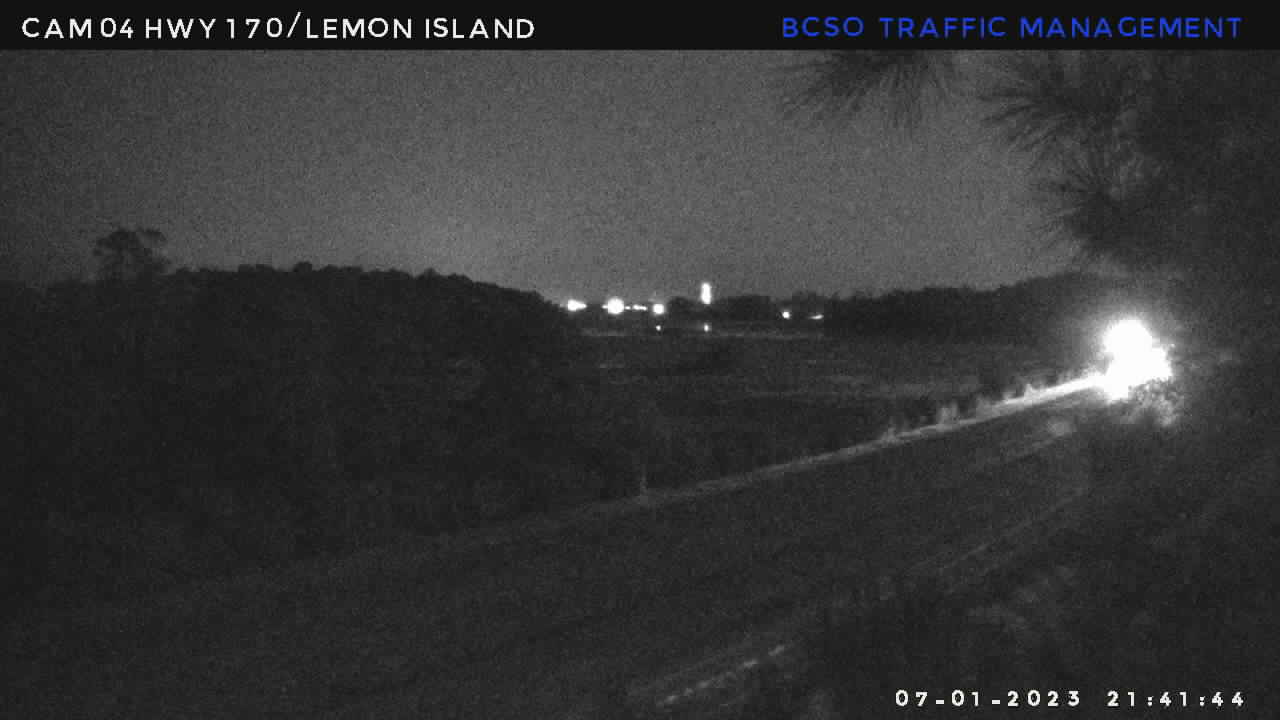 CAM04 HWY 170/LEMON ISLAND
BCSO TRAFFIC MANAGEMENT
07-01-2023 21:41:44